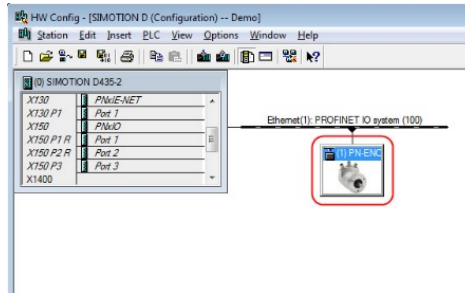 HW Config - [SIMOTION D (Configuration) -- Demo]
Station Edit Insert PLC View Options Window Help
(0) SIMOTION D435-2
X130 PNxIE-NET
X130 P1 Port 1
X150 PNxIO
X150 P1 R Port 1
X150 P2 R Port 2
X150 P3 Port 3
X1400
Ethernet(1): PROFINET IO system (100)
(1) PN-ENC